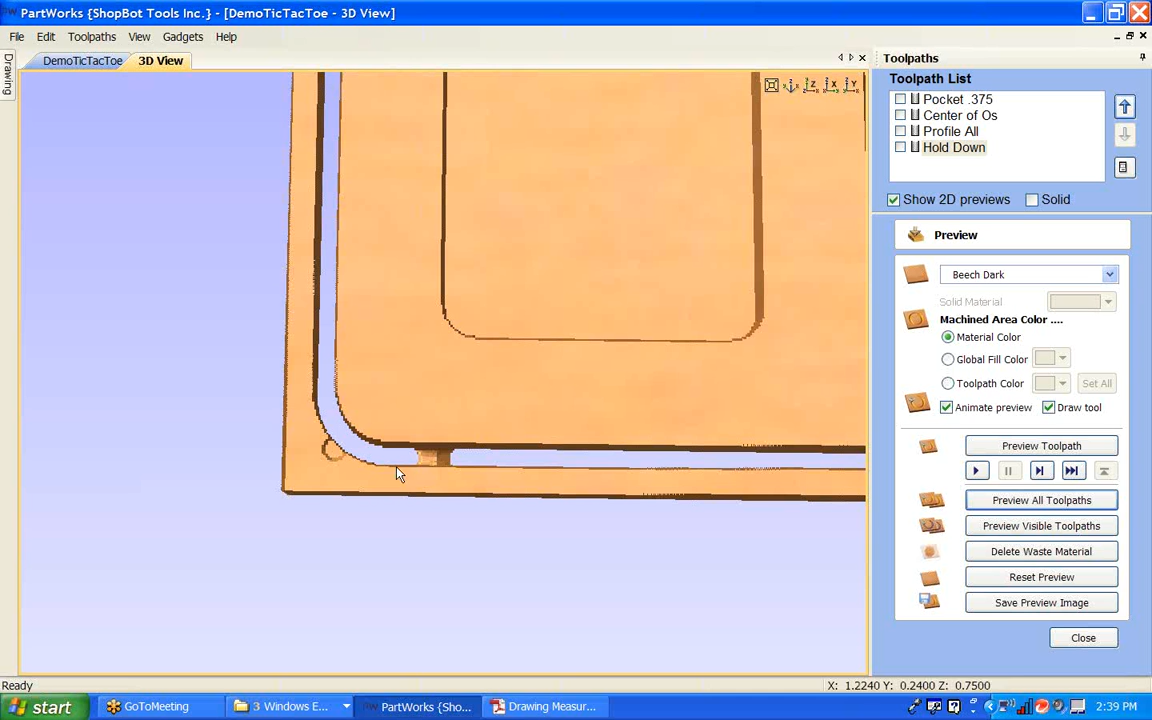 PartWorks {ShopBot Tools Inc.} - [DemoTicTacToe - 3D View]
File Edit Toolpaths View Gadgets Help
Drawing
DemoTicTacToe 3D View
Z X Y
Toolpaths
Toolpath List
Pocket .375
Center of Os
Profile All
Hold Down
Show 2D previews Solid
Preview
Beech Dark
Solid Material
Machined Area Color ....
Material Color
Global Fill Color
Toolpath Color Set All
Animate preview Draw tool
Preview Toolpath
Preview All Toolpaths
Preview Visible Toolpaths
Delete Waste Material
Reset Preview
Save Preview Image
Close
Ready X: 1.2240 Y: 0.2400 Z: 0.7500
start GoToMeeting 3 Windows E... PartWorks {Sho... Drawing Measur... 2:39 PM